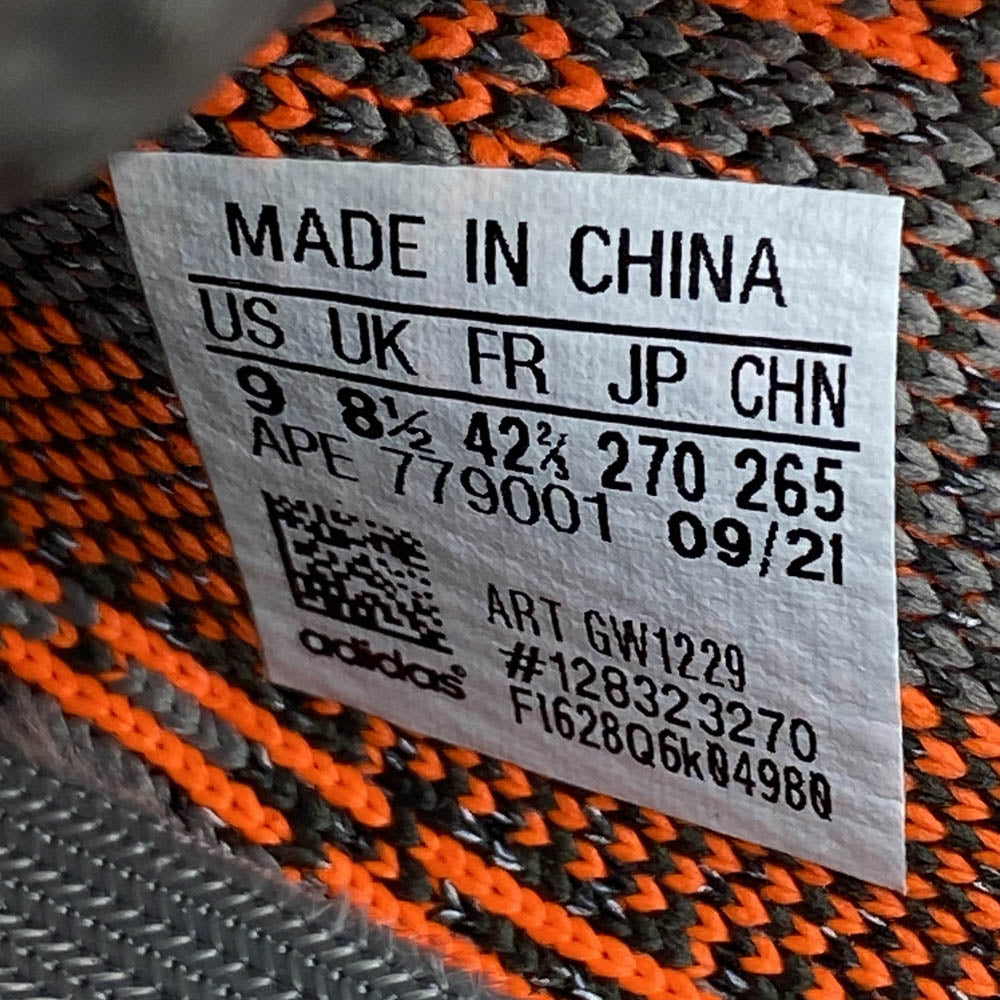 MADE IN CHINA
US UK FR JP CHN
9 8½ 42⅔ 270 265
APE 779001 09/21
ART GW1229
#128323270
adidas®
F1628Q6k04980